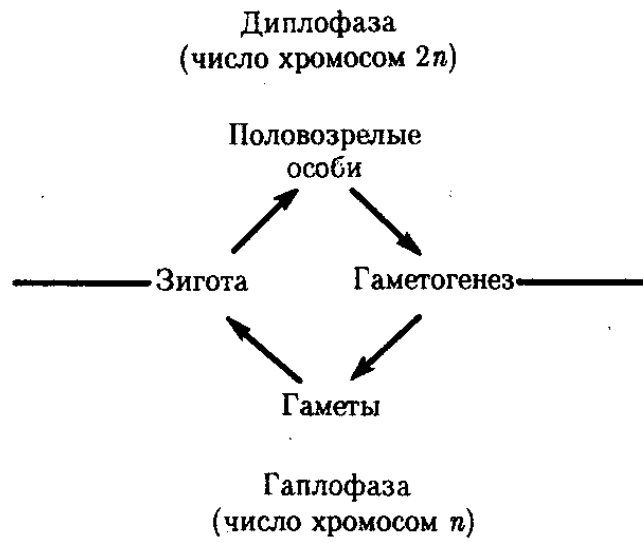 Диплофаза
(число хромосом 2n)
Половозрелые
особи
Зигота
Гаметогенез
Гаметы
Гаплофаза
(число хромосом n)